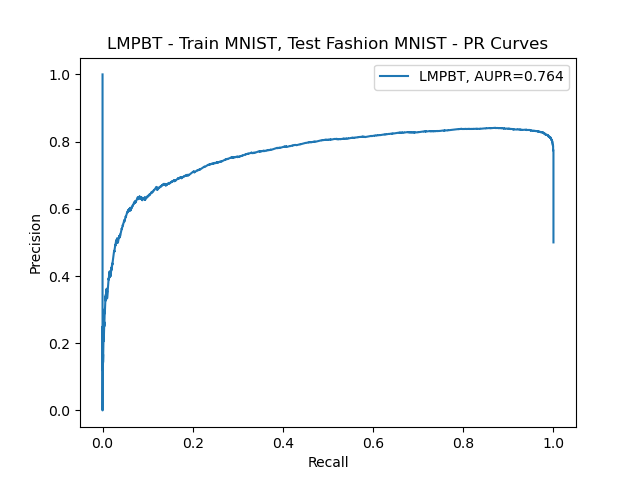 LMPBT - Train MNIST, Test Fashion MNIST - PR Curves
LMPBT, AUPR=0.764
1.0
0.8
0.6
0.4
0.2
0.0
Precision
0.0 0.2 0.4 0.6 0.8 1.0
Recall